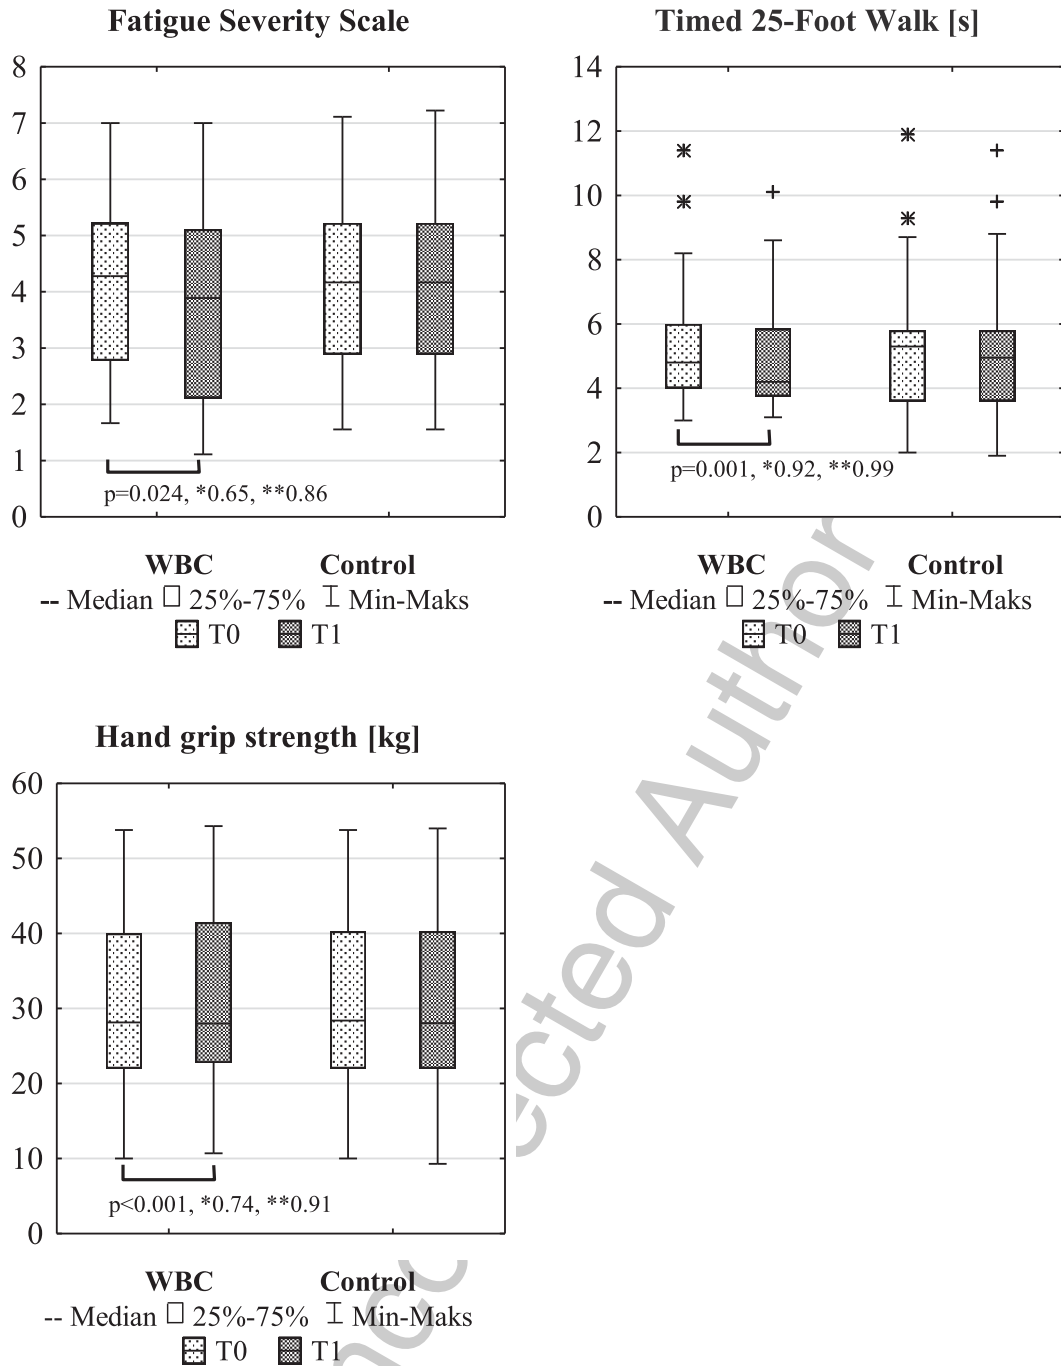 Fatigue Severity Scale
8
7
6
5
4
3
2
1
0
p=0.024, *0.65, **0.86
WBC Control
-- Median 25%-75% Min-Maks
T0 T1
Timed 25-Foot Walk [s]
14
12
10
8
6
4
2
0
p=0.001, *0.92, **0.99
WBC Control
-- Median 25%-75% Min-Maks
T0 T1
Hand grip strength [kg]
60
50
40
30
20
10
0
p<0.001, *0.74, **0.91
WBC Control
-- Median 25%-75% Min-Maks
T0 T1
Author